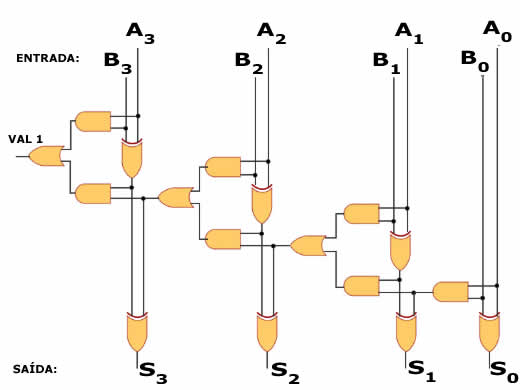 A3 A2 A1 A0
ENTRADA: B3 B2 B1 B0
VAL 1
SAÍDA: S3 S2 S1 S0